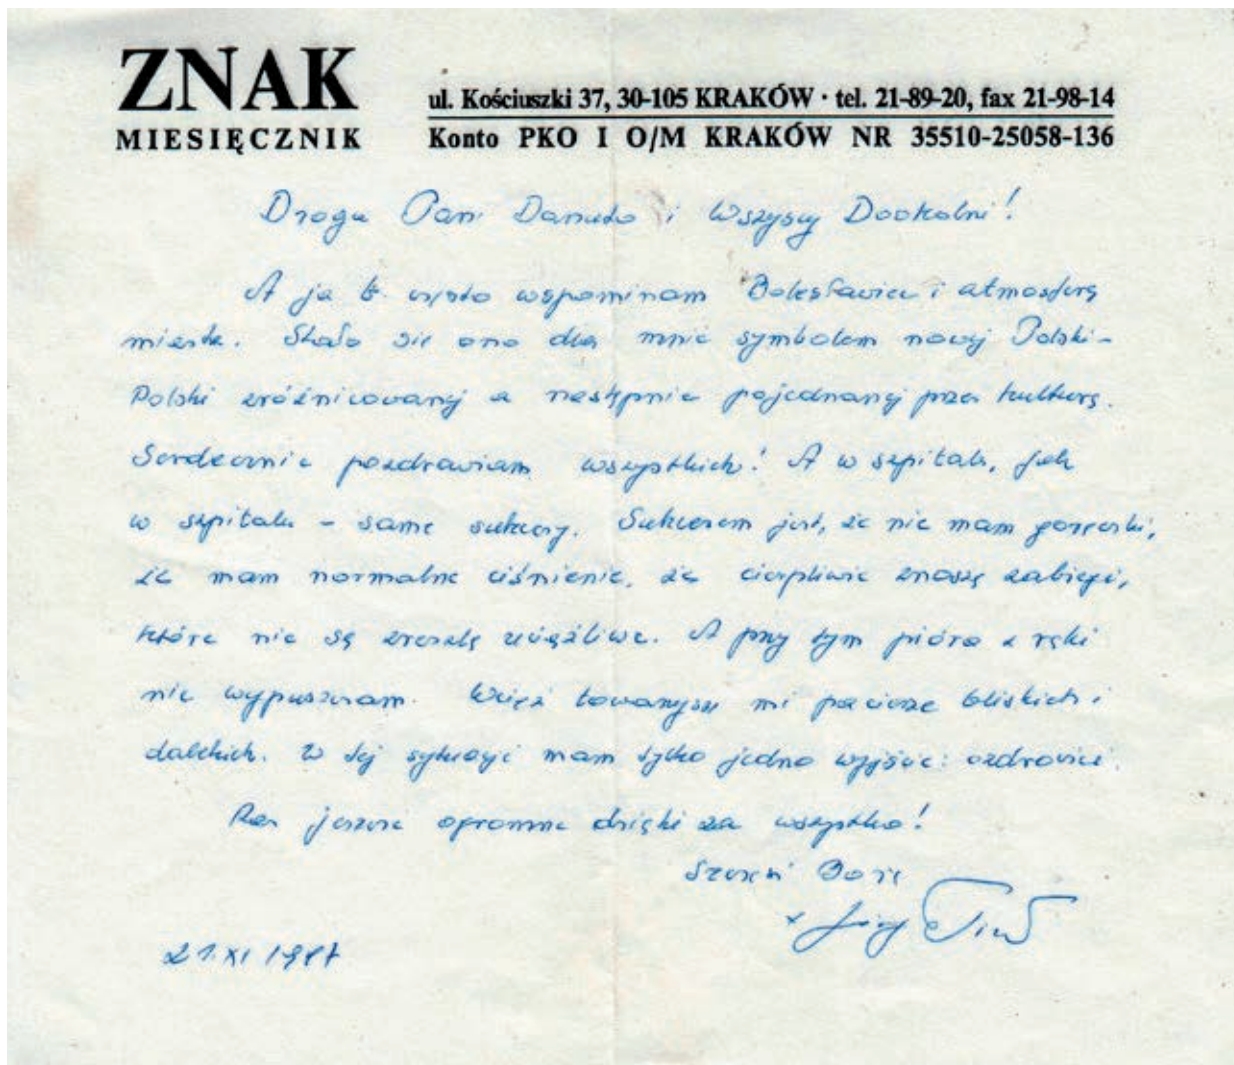 ZNAK
MIESIĘCZNIK
ul. Kościuszki 37, 30-105 KRAKÓW · tel. 21-89-20, fax 21-98-14
Konto PKO I O/M KRAKÓW NR 35510-25058-136
Droga Pani Danuto i Wszyscy Dookolni!
A ja b. często wspominam Bolesławiec i atmosferę
miasta. Stało się ono dla mnie symbolem nowej Polski –
Polski zróżnicowanej a następnie pojednanej przez kulturę.
Serdecznie pozdrawiam wszystkich! A w szpitalu, jak
w szpitalu – same sukcesy. Sukcesem jest, że nie mam gorączki,
że mam normalne ciśnienie, że cierpliwie znoszę zabiegi,
które nie są zresztą uciążliwe. A przy tym pióra z ręki
nie wypuszczam. Wciąż towarzyszą mi pacierze bliskich i
dalekich. W tej sytuacji mam tylko jedno wyjście: ozdrowieć.
Raz jeszcze ogromne dzięki za wszystko!
Szczęść Boże
x Józef
21.XI 1997